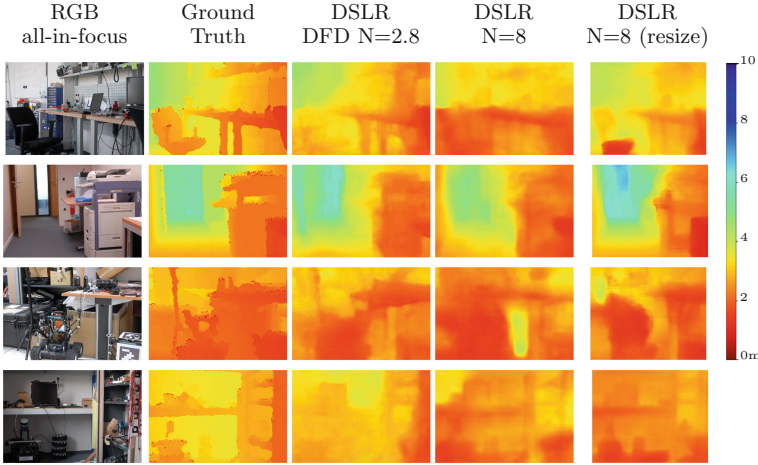 RGB
all-in-focus
Ground
Truth
DSLR
DFD N=2.8
DSLR
N=8
DSLR
N=8 (resize)
10
8
6
4
2
0m